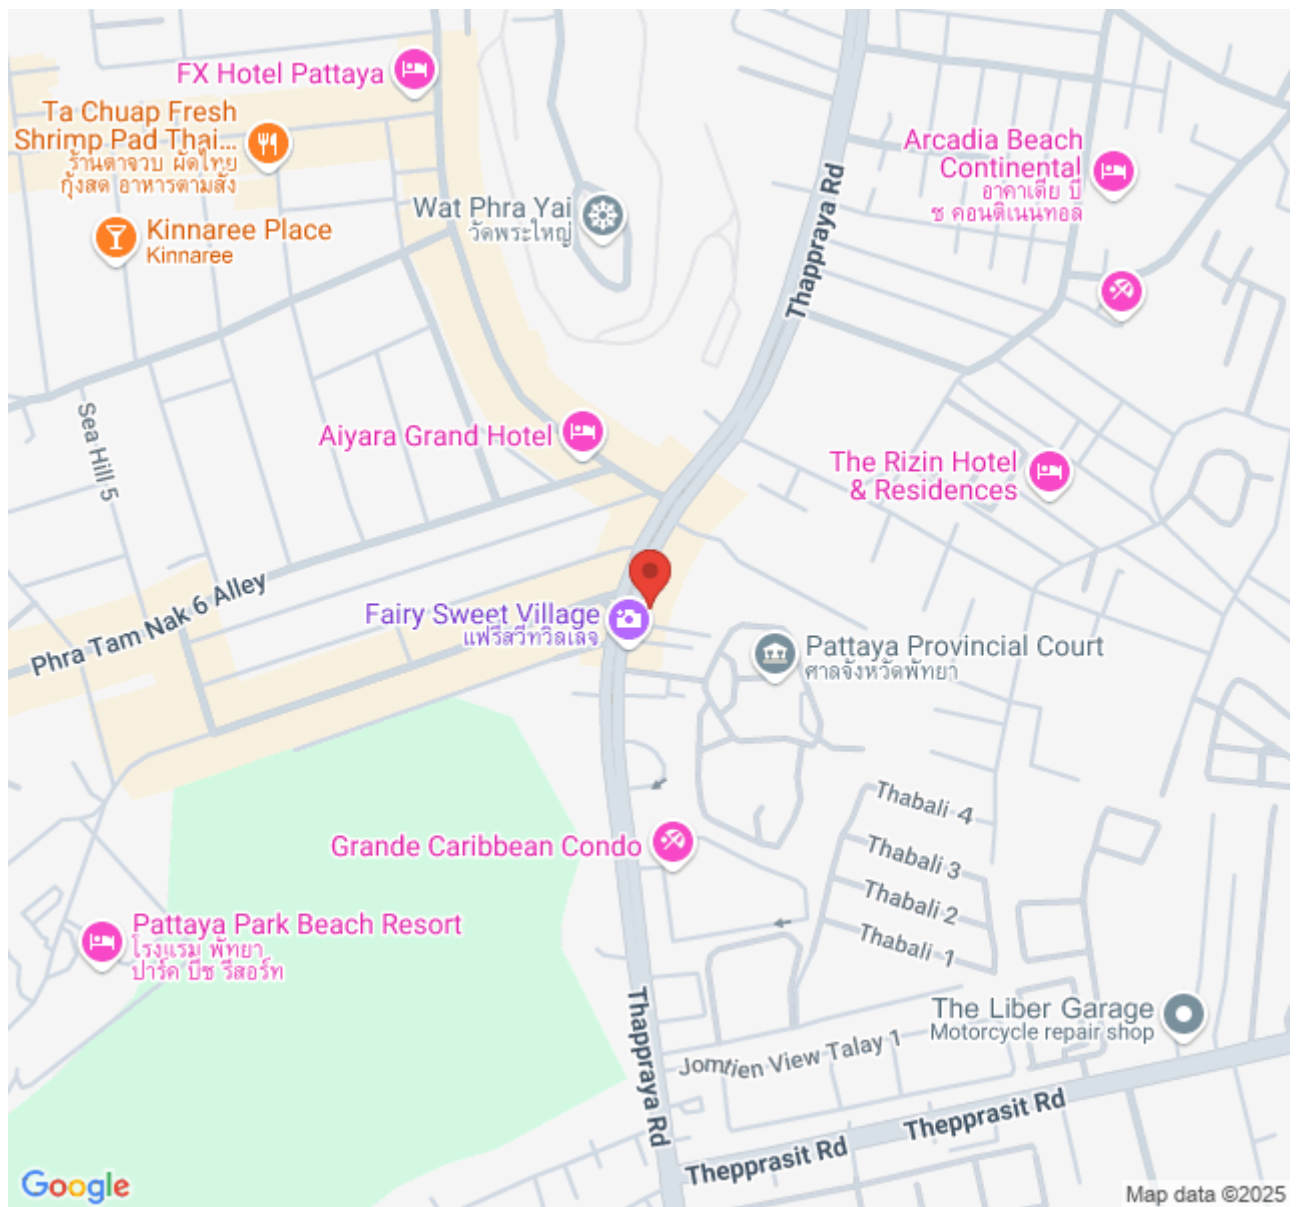 FX Hotel Pattaya
Ta Chuap Fresh
Shrimp Pad Thai...
ร้านตาจวบ ผัดไทย
กุ้งสด อาหารตามสั่ง
Kinnaree Place
Kinnaree
Wat Phra Yai
วัดพระใหญ่
Thappraya Rd
Arcadia Beach
Continental
อาคาเดีย บี
ช คอนติเนนทอล
Sea Hill 5
Aiyara Grand Hotel
The Rizin Hotel
& Residences
Phra Tam Nak 6 Alley
Fairy Sweet Village
แฟรีสวีทวิลเลจ
Pattaya Provincial Court
ศาลจังหวัดพัทยา
Thabali 4
Thabali 3
Thabali 2
Thabali 1
Grande Caribbean Condo
Pattaya Park Beach Resort
โรงแรม พัทยา
ปาร์ค บีช รีสอร์ท
Thappraya Rd
The Liber Garage
Motorcycle repair shop
Jomtien View Talay 1
Thepprasit Rd
Thepprasit Rd
Google
Map data ©2025